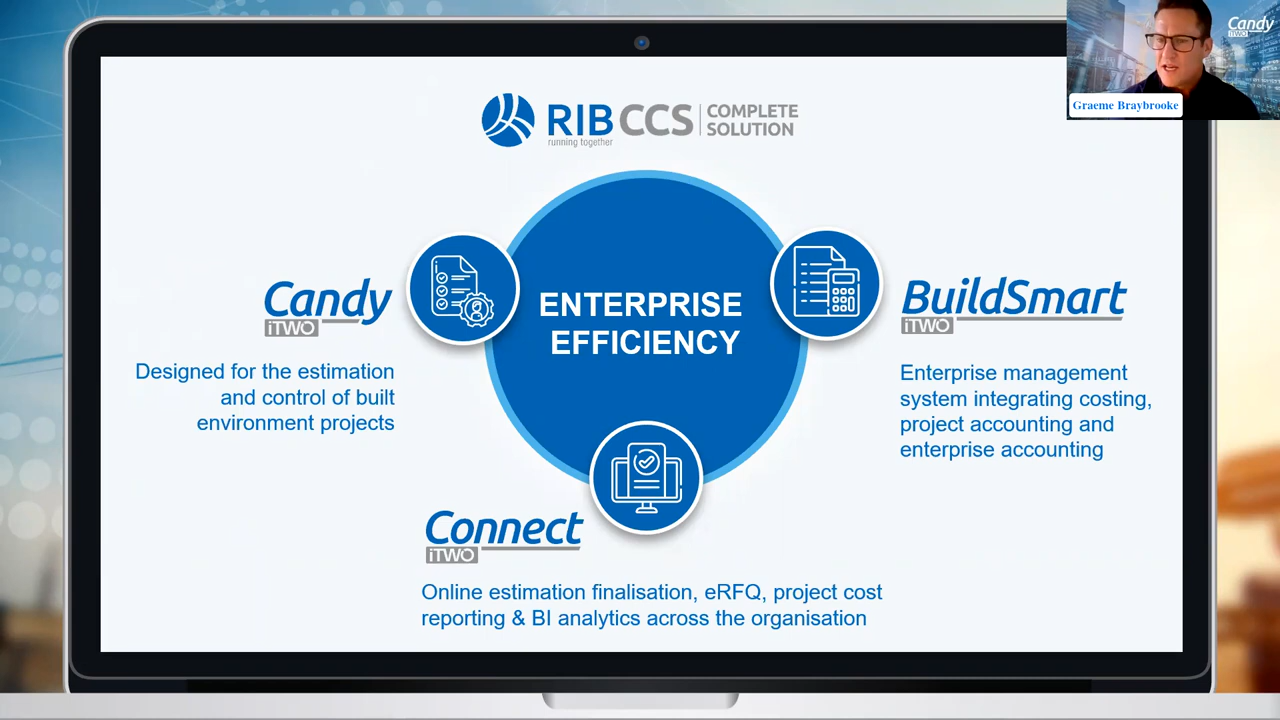 Candy
iTWO
Graeme Braybrooke
RIB CCS COMPLETE SOLUTION
running together
ENTERPRISE
EFFICIENCY
Candy
iTWO
Designed for the estimation
and control of built
environment projects
BuildSmart
iTWO
Enterprise management
system integrating costing,
project accounting and
enterprise accounting
Connect
iTWO
Online estimation finalisation, eRFQ, project cost
reporting & BI analytics across the organisation